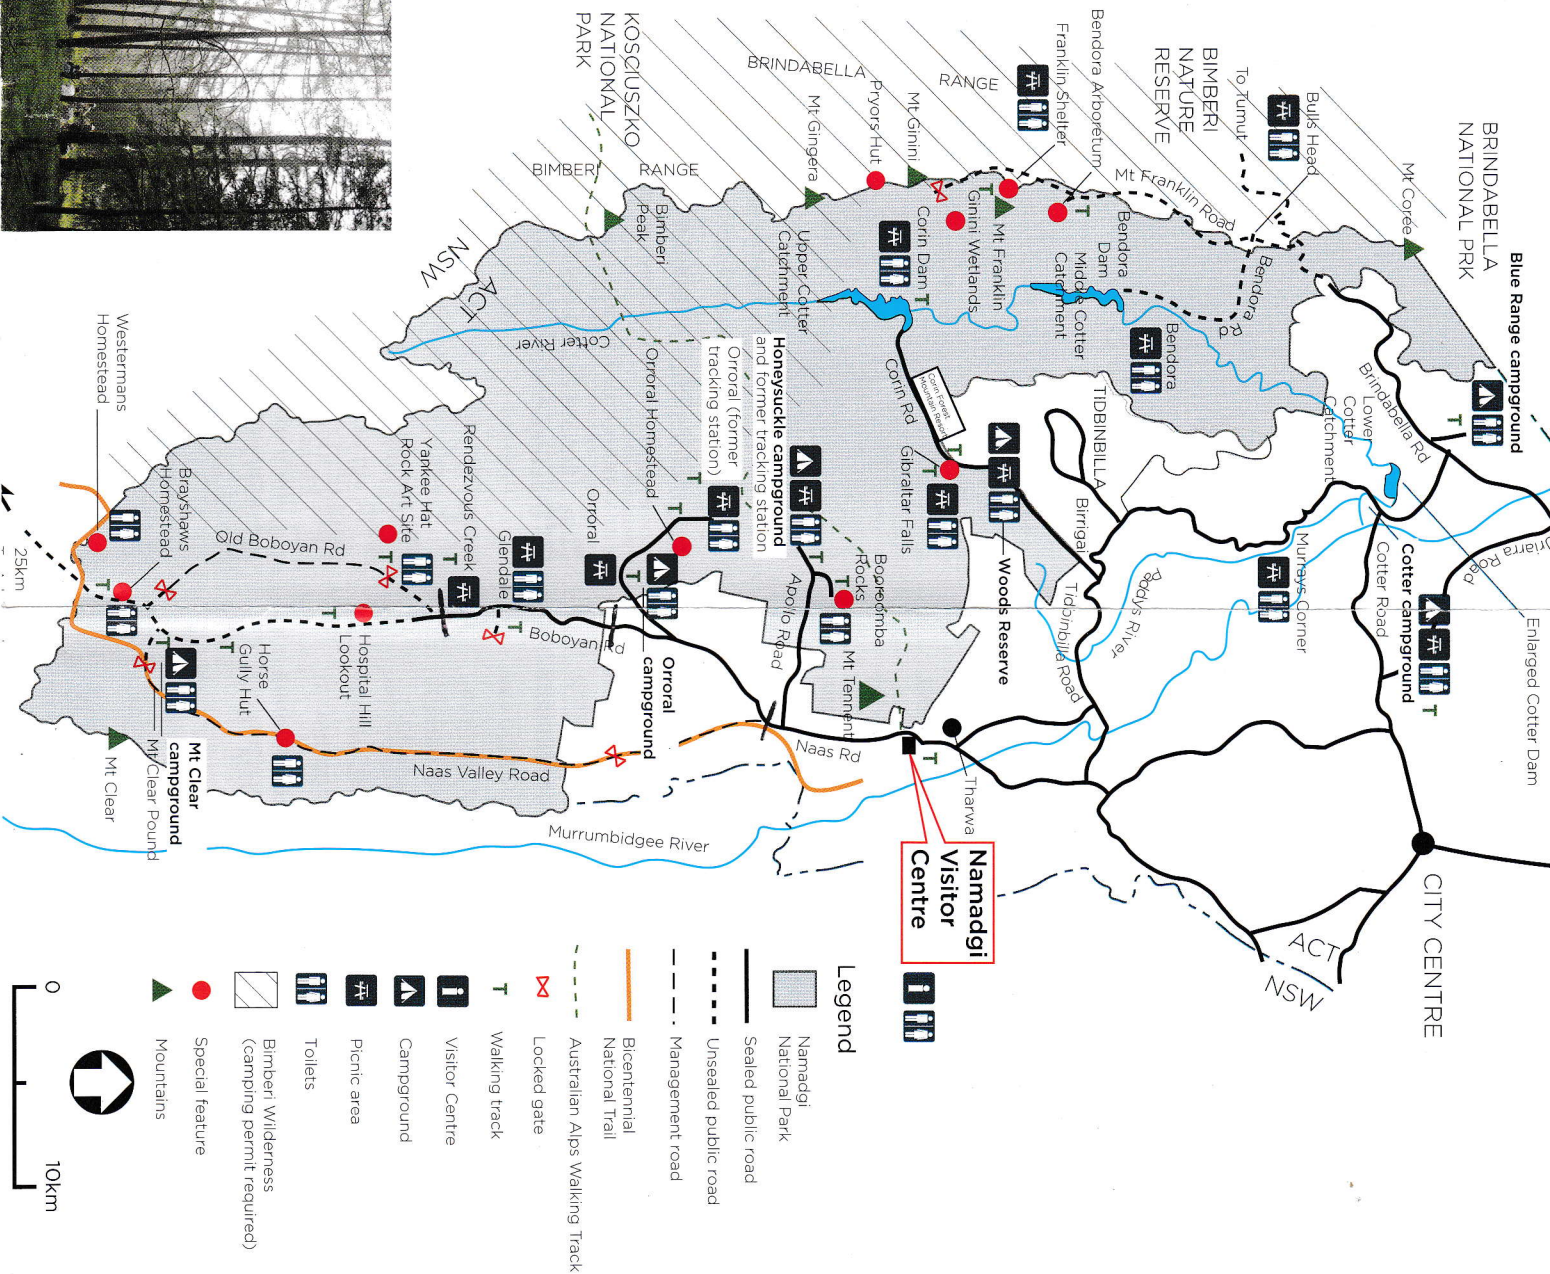 BRINDABELLA
NATIONAL PRK
Blue Range campground
Mt Coree
Bulls Head
To Tumut
BIMBERI
NATURE
RESERVE
Bendora Arboretum
Franklin Shelter
Mt Franklin Road
RANGE
BRINDABELLA
Mt Ginini
Pryors Hut
Mt Gingera
KOSCIUSZKO
NATIONAL
PARK
BIMBERI
RANGE
Bimberi
Peak
NSW
ACT
Upper Cotter
Catchment
Corin Dam
Ginini Wetlands
Mt Franklin
Middle Cotter
Catchment
Bendora
Dam
Bendora
Rd
Bendora
Brindabella Rd
Lower
Cotter
Catchment
Enlarged Cotter Dam
Cotter River
Corin Rd
Corin Forest
Mountain Resort
TIDBINBILLA
Birrigai
Gibraltar Falls
Woods Reserve
Tidbinbilla Road
Paddys River
Murrays Corner
Cotter Road
Cotter campground
CITY CENTRE
ACT
NSW
Honeysuckle campground
and former tracking station
Orroral (former
tracking station)
Orroral Homestead
Orroral
Orroral
campground
Apollo Road
Booroomba
Rocks
Mt Tennent
Naas Rd
Tharwa
Namadgi
Visitor
Centre
Boboyan Rd
Glendale
Rendezvous Creek
Yankee Hat
Rock Art Site
Old Boboyan Rd
Brayshaws
Homestead
Westermans
Homestead
25km
Hospital Hill
Lookout
Horse
Gully Hut
Naas Valley Road
Murrumbidgee River
Mt Clear
campground
Mt Clear Pound
Mt Clear
Legend
Namadgi
National Park
Sealed public road
Unsealed public road
Management road
Bicentennial
National Trail
Australian Alps Walking Track
Locked gate
Walking track
Visitor Centre
Campground
Picnic area
Toilets
Bimberi Wilderness
(camping permit required)
Special feature
Mountains
0
10km